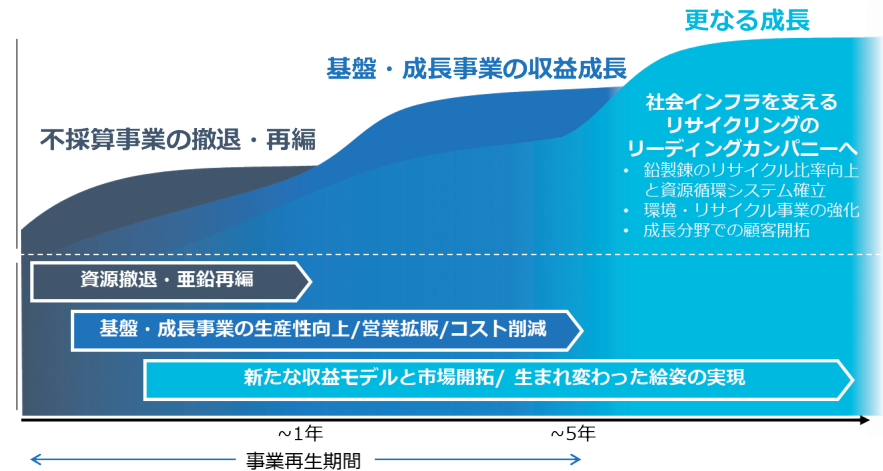 更なる成長
基盤・成長事業の収益成長
不採算事業の撤退・再編
社会インフラを支える
リサイクリングの
リーディングカンパニーへ
• 鉛製錬のリサイクル比率向上
と資源循環システム確立
• 環境・リサイクル事業の強化
• 成長分野での顧客開拓
資源撤退・亜鉛再編
基盤・成長事業の生産性向上/営業拡販/コスト削減
新たな収益モデルと市場開拓/ 生まれ変わった絵姿の実現
~1年
~5年
事業再生期間